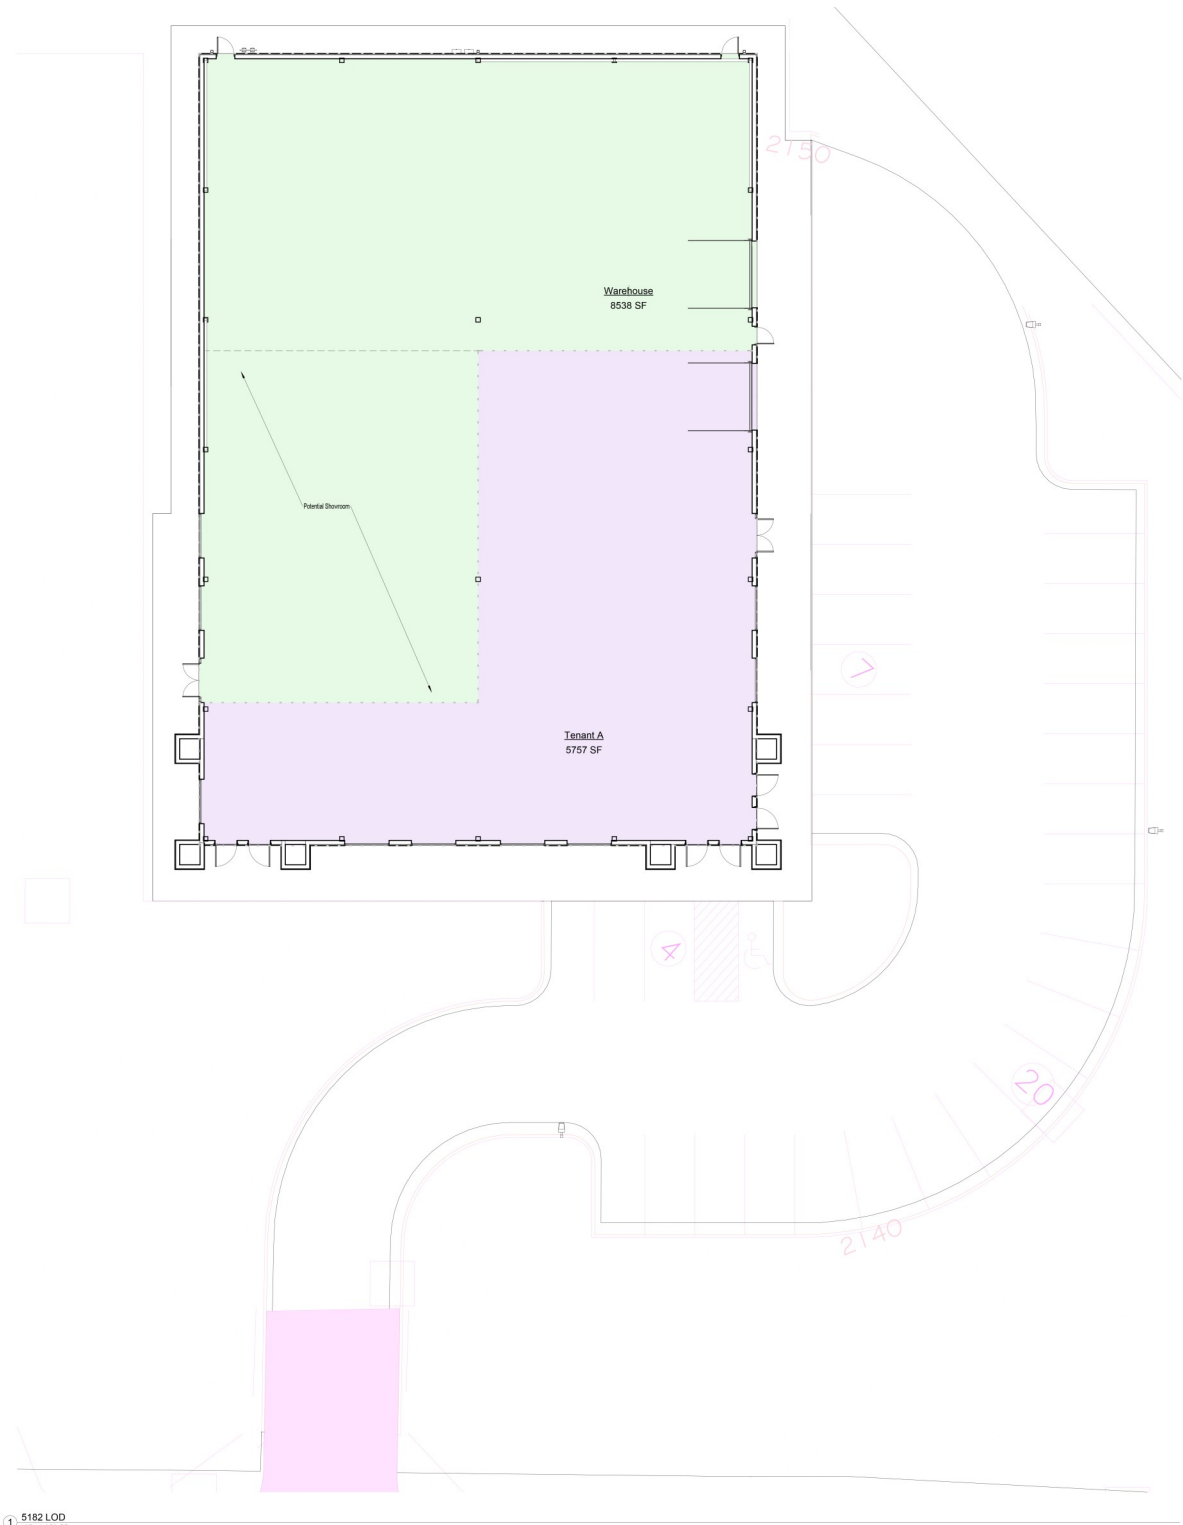 2150
Warehouse
8538 SF
Potential Showroom
7
Tenant A
5757 SF
4
20
2140
1 5182 LOD